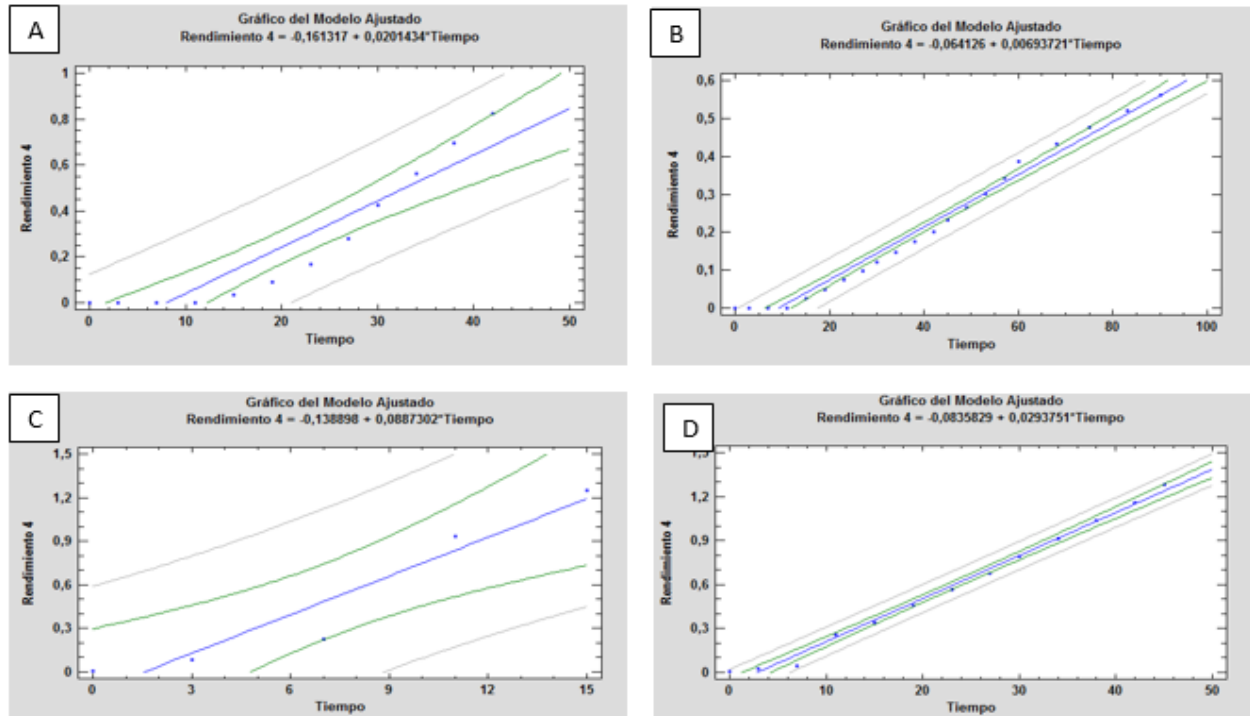 A
Gráfico del Modelo Ajustado
Rendimiento 4 = -0,161317 + 0,0201434*Tiempo
Rendimiento 4
1
0,8
0,6
0,4
0,2
0
0 10 20 30 40 50
Tiempo
B
Gráfico del Modelo Ajustado
Rendimiento 4 = -0,064126 + 0,00693721*Tiempo
Rendimiento 4
0,6
0,5
0,4
0,3
0,2
0,1
0
0 20 40 60 80 100
Tiempo
C
Gráfico del Modelo Ajustado
Rendimiento 4 = -0,138898 + 0,0887302*Tiempo
Rendimiento 4
1,5
1,2
0,9
0,6
0,3
0
0 3 6 9 12 15
Tiempo
D
Gráfico del Modelo Ajustado
Rendimiento 4 = -0,0835829 + 0,0293751*Tiempo
Rendimiento 4
1,2
0,9
0,6
0,3
0
0 10 20 30 40 50
Tiempo